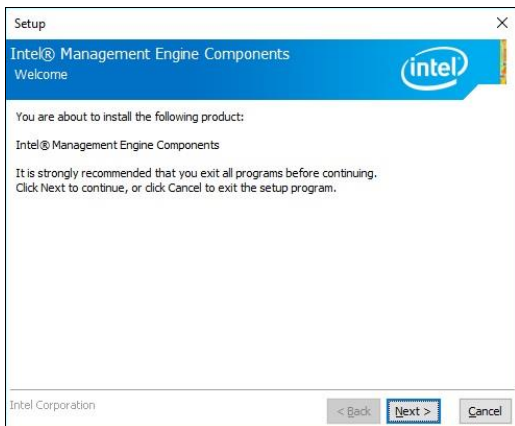 Setup
Intel® Management Engine Components
Welcome
intel
You are about to install the following product:
Intel® Management Engine Components
It is strongly recommended that you exit all programs before continuing.
Click Next to continue, or click Cancel to exit the setup program.
Intel Corporation
< Back
Next >
Cancel